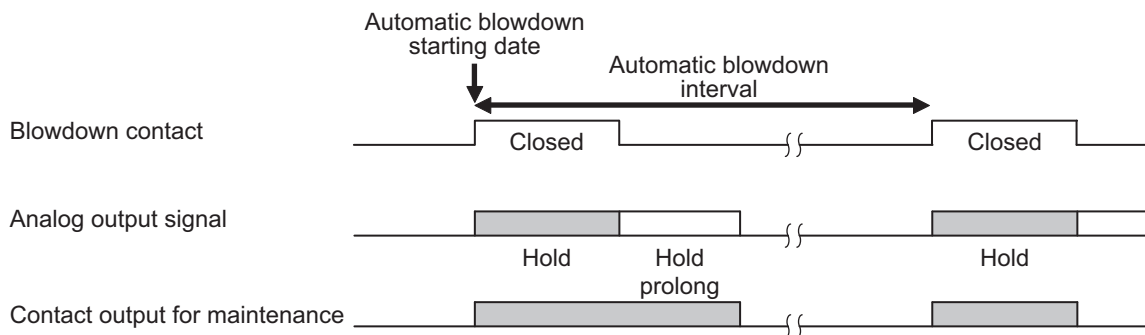 Automatic blowdown
starting date
Automatic blowdown
interval
Blowdown contact
Closed
Closed
Analog output signal
Hold
Hold
prolong
Hold
Contact output for maintenance